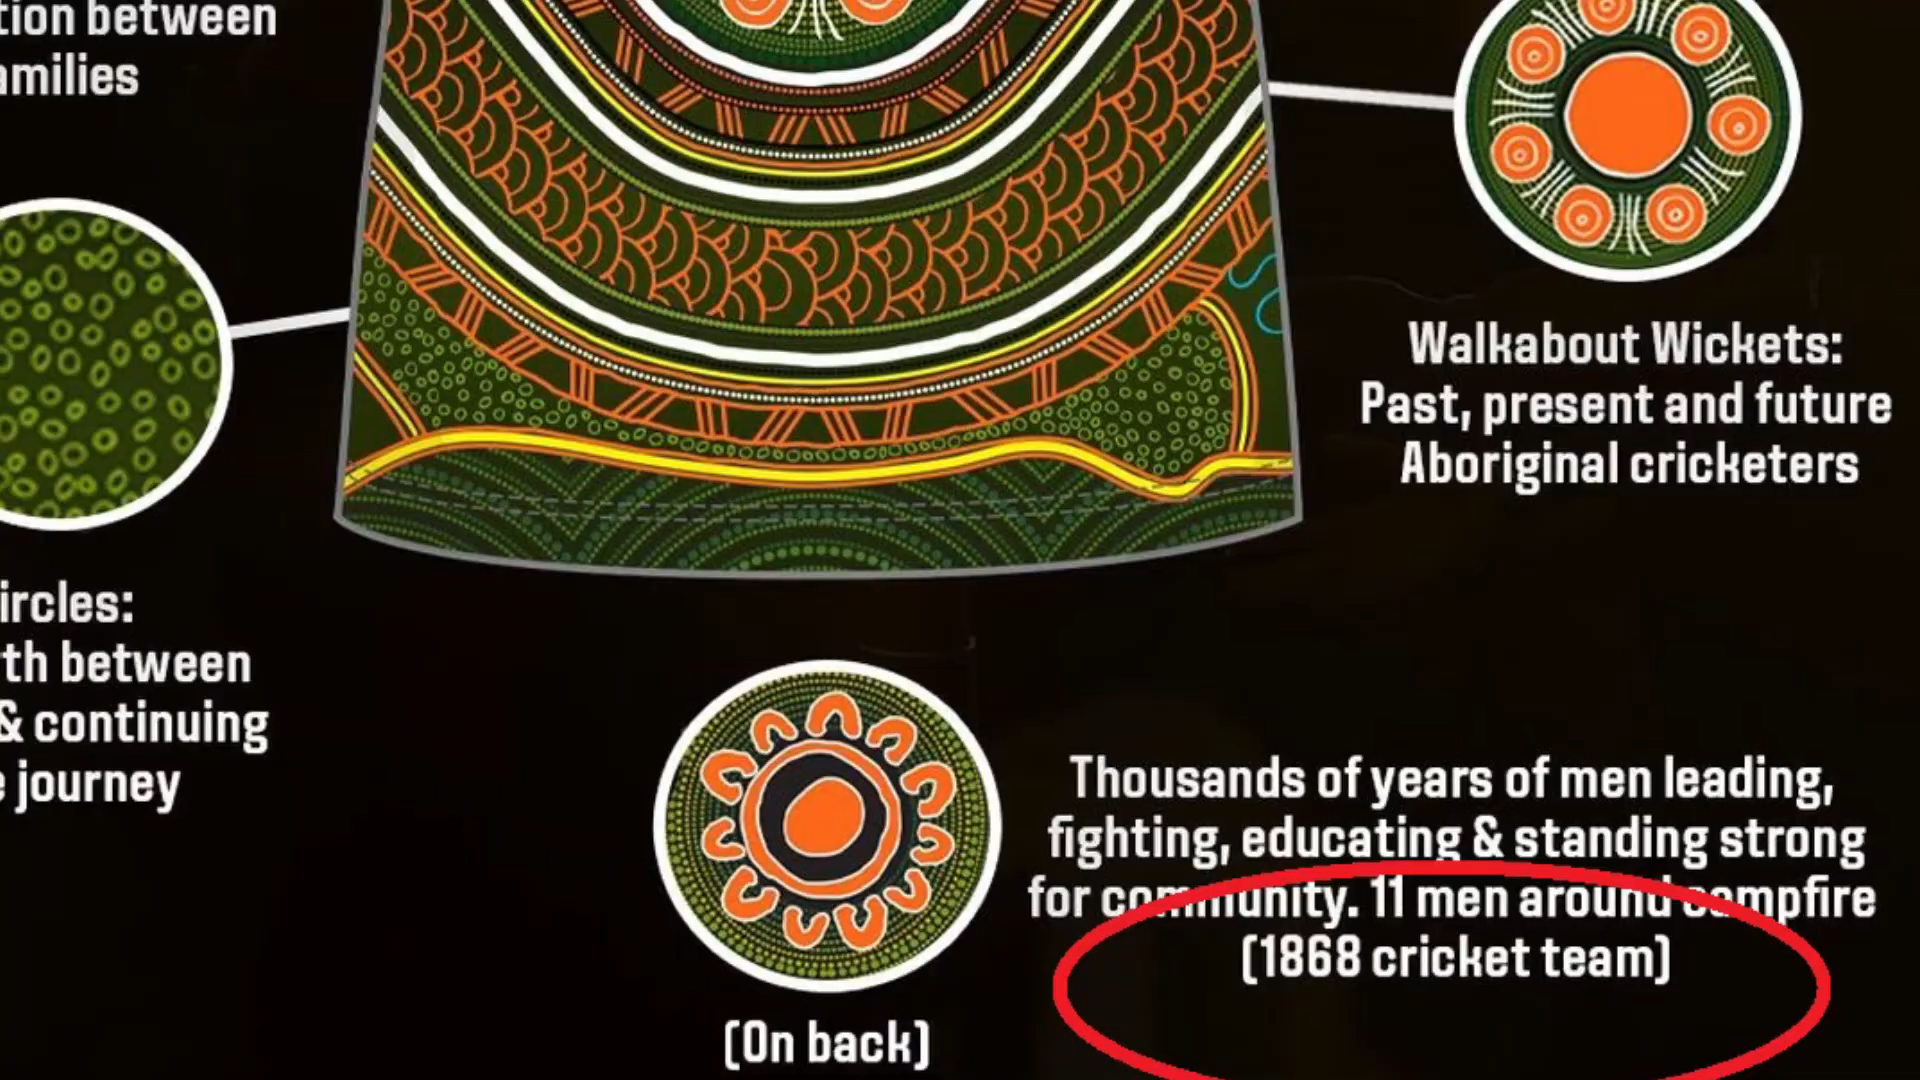 tion between
amilies
Walkabout Wickets:
Past, present and future
Aboriginal cricketers
ircles:
th between
& continuing
e journey
Thousands of years of men leading,
fighting, educating & standing strong
for community. 11 men around campfire
(1868 cricket team)
(On back)